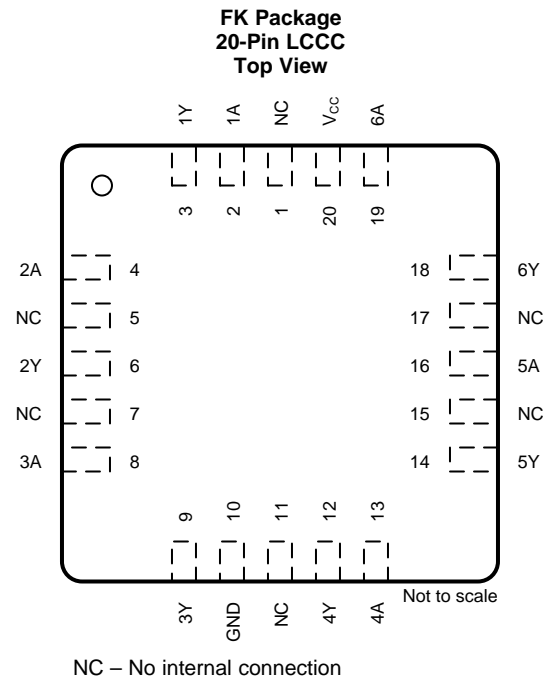 FK Package
20-Pin LCCC
Top View
1Y 1A NC VCC 6A
3 2 1 20 19
2A 4 18 6Y
NC 5 17 NC
2Y 6 16 5A
NC 7 15 NC
3A 8 14 5Y
9 10 11 12 13
3Y GND NC 4Y 4A
Not to scale
NC – No internal connection